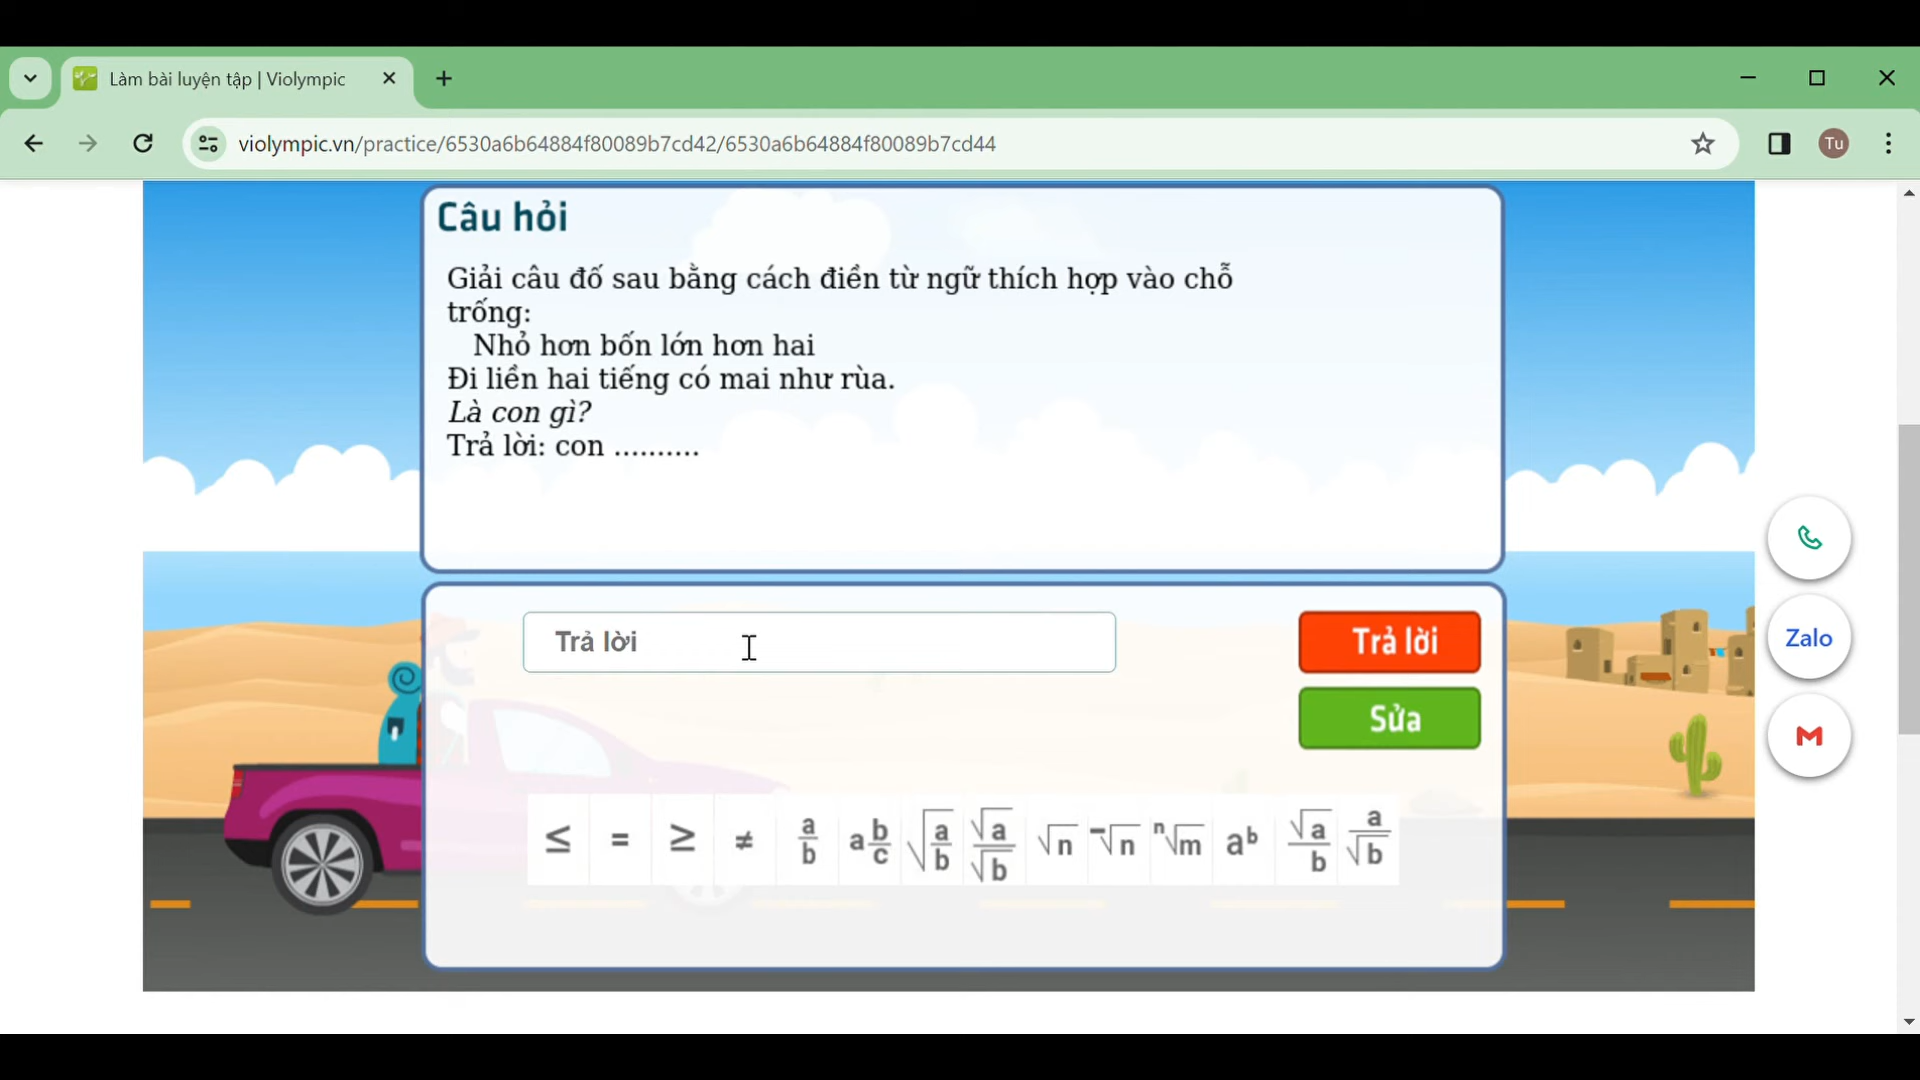 Làm bài luyện tập | Violympic
violympic.vn/practice/6530a6b64884f80089b7cd42/6530a6b64884f80089b7cd44
Tu
Câu hỏi
Giải câu đố sau bằng cách điền từ ngữ thích hợp vào chỗ
trống:
Nhỏ hơn bốn lớn hơn hai
Đi liền hai tiếng có mai như rùa.
Là con gì?
Trả lời: con ..........
Trả lời
Trả lời
Sửa
Zalo
≤ = ≥ ≠ a/b a b/c √(a/b) √a/√b √n -√n ⁿ√m aᵇ √a/b a/√b